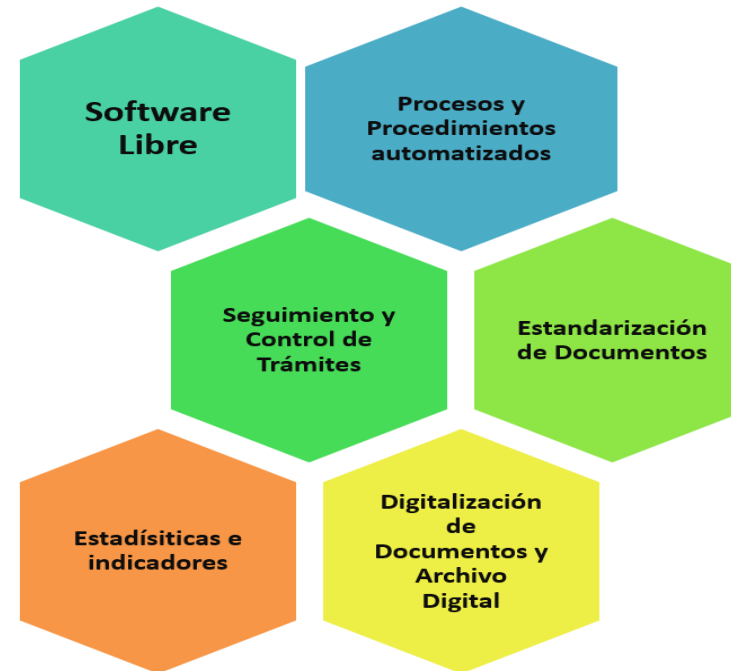 Software
Libre
Procesos y
Procedimientos
automatizados
Seguimiento y
Control de
Trámites
Estandarización
de Documentos
Estadísiticas e
indicadores
Digitalización
de
Documentos y
Archivo
Digital